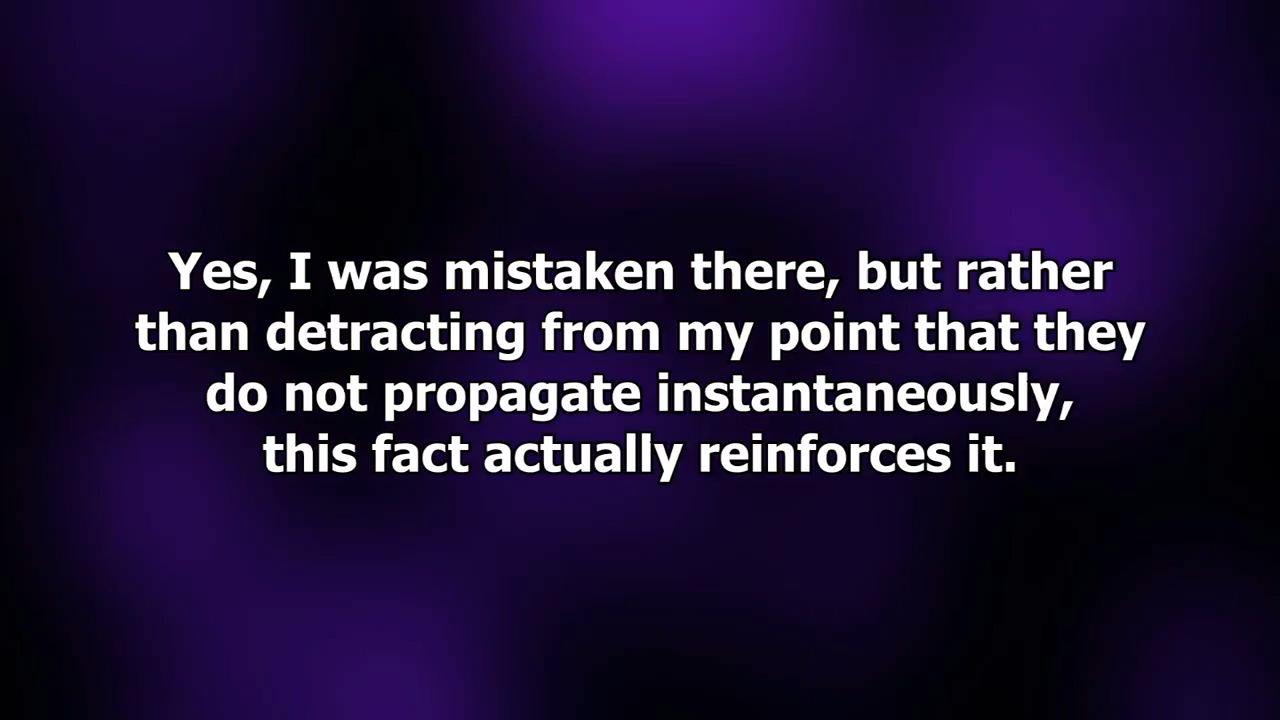 Yes, I was mistaken there, but rather
than detracting from my point that they
do not propagate instantaneously,
this fact actually reinforces it.